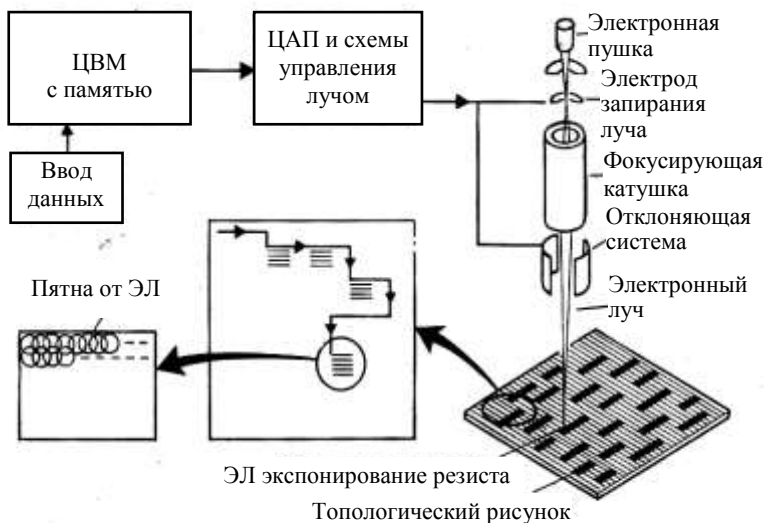 ЦВМ
с памятью
ЦАП и схемы
управления
лучом
Электронная
пушка
Электрод
запирания
луча
Ввод
данных
Фокусирующая
катушка
Отклоняющая
система
Пятна от ЭЛ
Электронный
луч
ЭЛ экспонирование резиста
Топологический рисунок